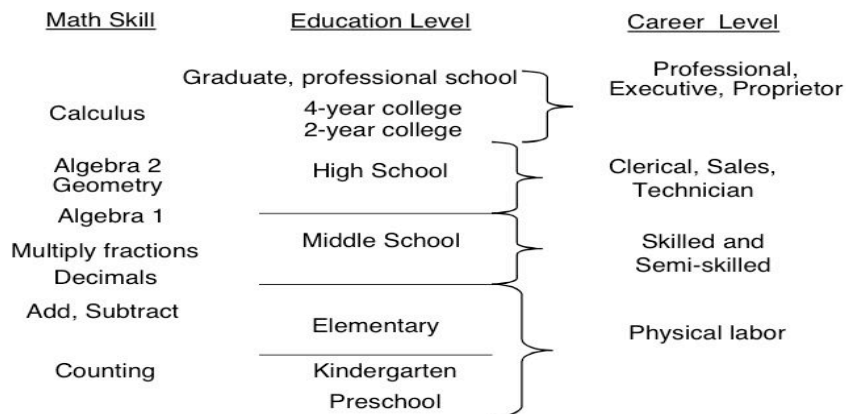 Math Skill
Education Level
Career Level
Graduate, professional school
Professional,
Executive, Proprietor
Calculus
4-year college
2-year college
Algebra 2
Geometry
High School
Clerical, Sales,
Technician
Algebra 1
Multiply fractions
Decimals
Middle School
Skilled and
Semi-skilled
Add, Subtract
Elementary
Physical labor
Counting
Kindergarten
Preschool